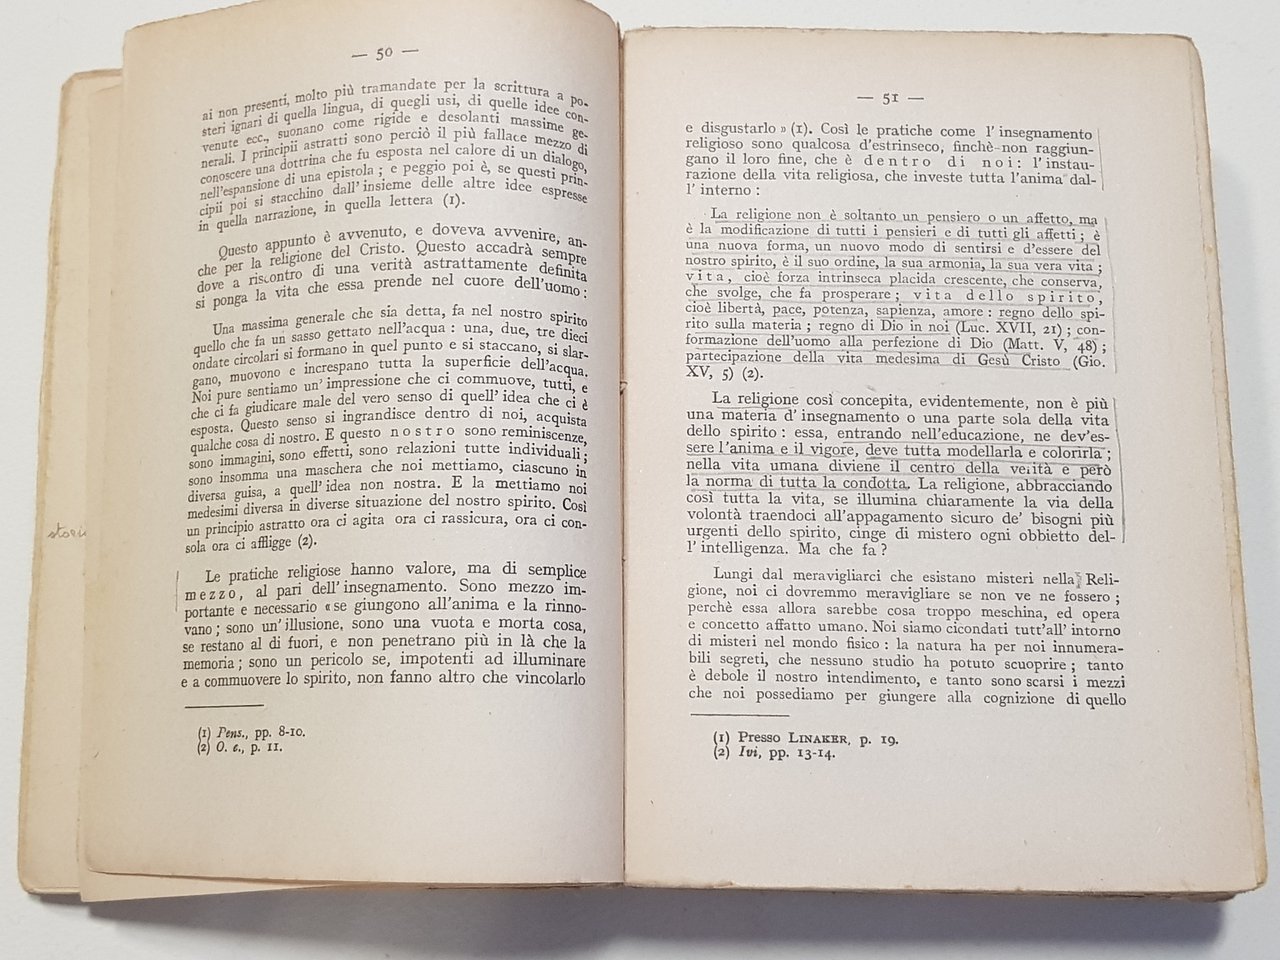 — 50 —
ai non presenti, molto più tramandate per la scrittura a po-
steri ignari di quella lingua, di quegli usi, di quelle idee con-
venute ecc., suonano come rigide e desolanti massime ge-
nerali. I principii astratti sono perciò il più fallace mezzo di
conoscere una dottrina che fu esposta nel calore di un dialogo,
nell'espansione di una epistola; e peggio poi è, se questi prin-
cipii poi si stacchino dall'insieme delle altre idee espresse
in quella narrazione, in quella lettera (1).
Questo appunto è avvenuto, e doveva avvenire, an-
che per la religione del Cristo. Questo accadrà sempre
dove a riscontro di una verità astrattamente definita
si ponga la vita che essa prende nel cuore dell'uomo:
Una massima generale che sia detta, fa nel nostro spirito
quello che fa un sasso gettato nell'acqua: una, due, tre dieci
ondate circolari si formano in quel punto e si staccano, si slar-
gano, muovono e increspano tutta la superficie dell'acqua.
Noi pure sentiamo un'impressione che ci commuove, tutti, e
che ci fa giudicare male del vero senso di quell'idea che ci è
esposta. Questo senso si ingrandisce dentro di noi, acquista
qualche cosa di nostro. E questo nostro sono reminiscenze,
sono immagini, sono effetti, sono relazioni tutte individuali;
sono insomma una maschera che noi mettiamo, ciascuno in
diversa guisa, a quell'idea non nostra. E la mettiamo noi
medesimi diversa in diverse situazione del nostro spirito. Così
un principio astratto ora ci agita ora ci rassicura, ora ci con-
sola ora ci affligge (2).
Le pratiche religiose hanno valore, ma di semplice
mezzo, al pari dell'insegnamento. Sono mezzo im-
portante e necessario «se giungono all'anima e la rinno-
vano; sono un'illusione, sono una vuota e morta cosa,
se restano al di fuori, e non penetrano più in là che la
memoria; sono un pericolo se, impotenti ad illuminare
e a commuovere lo spirito, non fanno altro che vincolarlo
(1) Pens., pp. 8-10.
(2) O. c., p. 11.
storia
— 51 —
e disgustarlo» (1). Così le pratiche come l'insegnamento
religioso sono qualcosa d'estrinseco, finchè non raggiun-
gano il loro fine, che è dentro di noi: l'instau-
razione della vita religiosa, che investe tutta l'anima dal-
l'interno:
La religione non è soltanto un pensiero o un affetto, ma
è la modificazione di tutti i pensieri e di tutti gli affetti; è
una nuova forma, un nuovo modo di sentirsi e d'essere del
nostro spirito, è il suo ordine, la sua armonia, la sua vera vita;
vita, cioè forza intrinseca placida crescente, che conserva,
che svolge, che fa prosperare; vita dello spirito,
cioè libertà, pace, potenza, sapienza, amore: regno dello spi-
rito sulla materia; regno di Dio in noi (Luc. XVII, 21); con-
formazione dell'uomo alla perfezione di Dio (Matt. V, 48);
partecipazione della vita medesima di Gesù Cristo (Gio.
XV, 5) (2).
La religione così concepita, evidentemente, non è più
una materia d'insegnamento o una parte sola della vita
dello spirito: essa, entrando nell'educazione, ne dev'es-
sere l'anima e il vigore, deve tutta modellarla e colorirla;
nella vita umana diviene il centro della verità e però
la norma di tutta la condotta. La religione, abbracciando
così tutta la vita, se illumina chiaramente la via della
volontà traendoci all'appagamento sicuro de' bisogni più
urgenti dello spirito, cinge di mistero ogni obbietto del-
l'intelligenza. Ma che fa?
Lungi dal meravigliarci che esistano misteri nella Reli-
gione, noi ci dovremmo meravigliare se non ve ne fossero;
perchè essa allora sarebbe cosa troppo meschina, ed opera
e concetto affatto umano. Noi siamo cicondati tutt'all'intorno
di misteri nel mondo fisico: la natura ha per noi innumera-
bili segreti, che nessuno studio ha potuto scuoprire; tanto
è debole il nostro intendimento, e tanto sono scarsi i mezzi
che noi possediamo per giungere alla cognizione di quello
(1) Presso LINAKER, p. 19.
(2) Ivi, pp. 13-14.